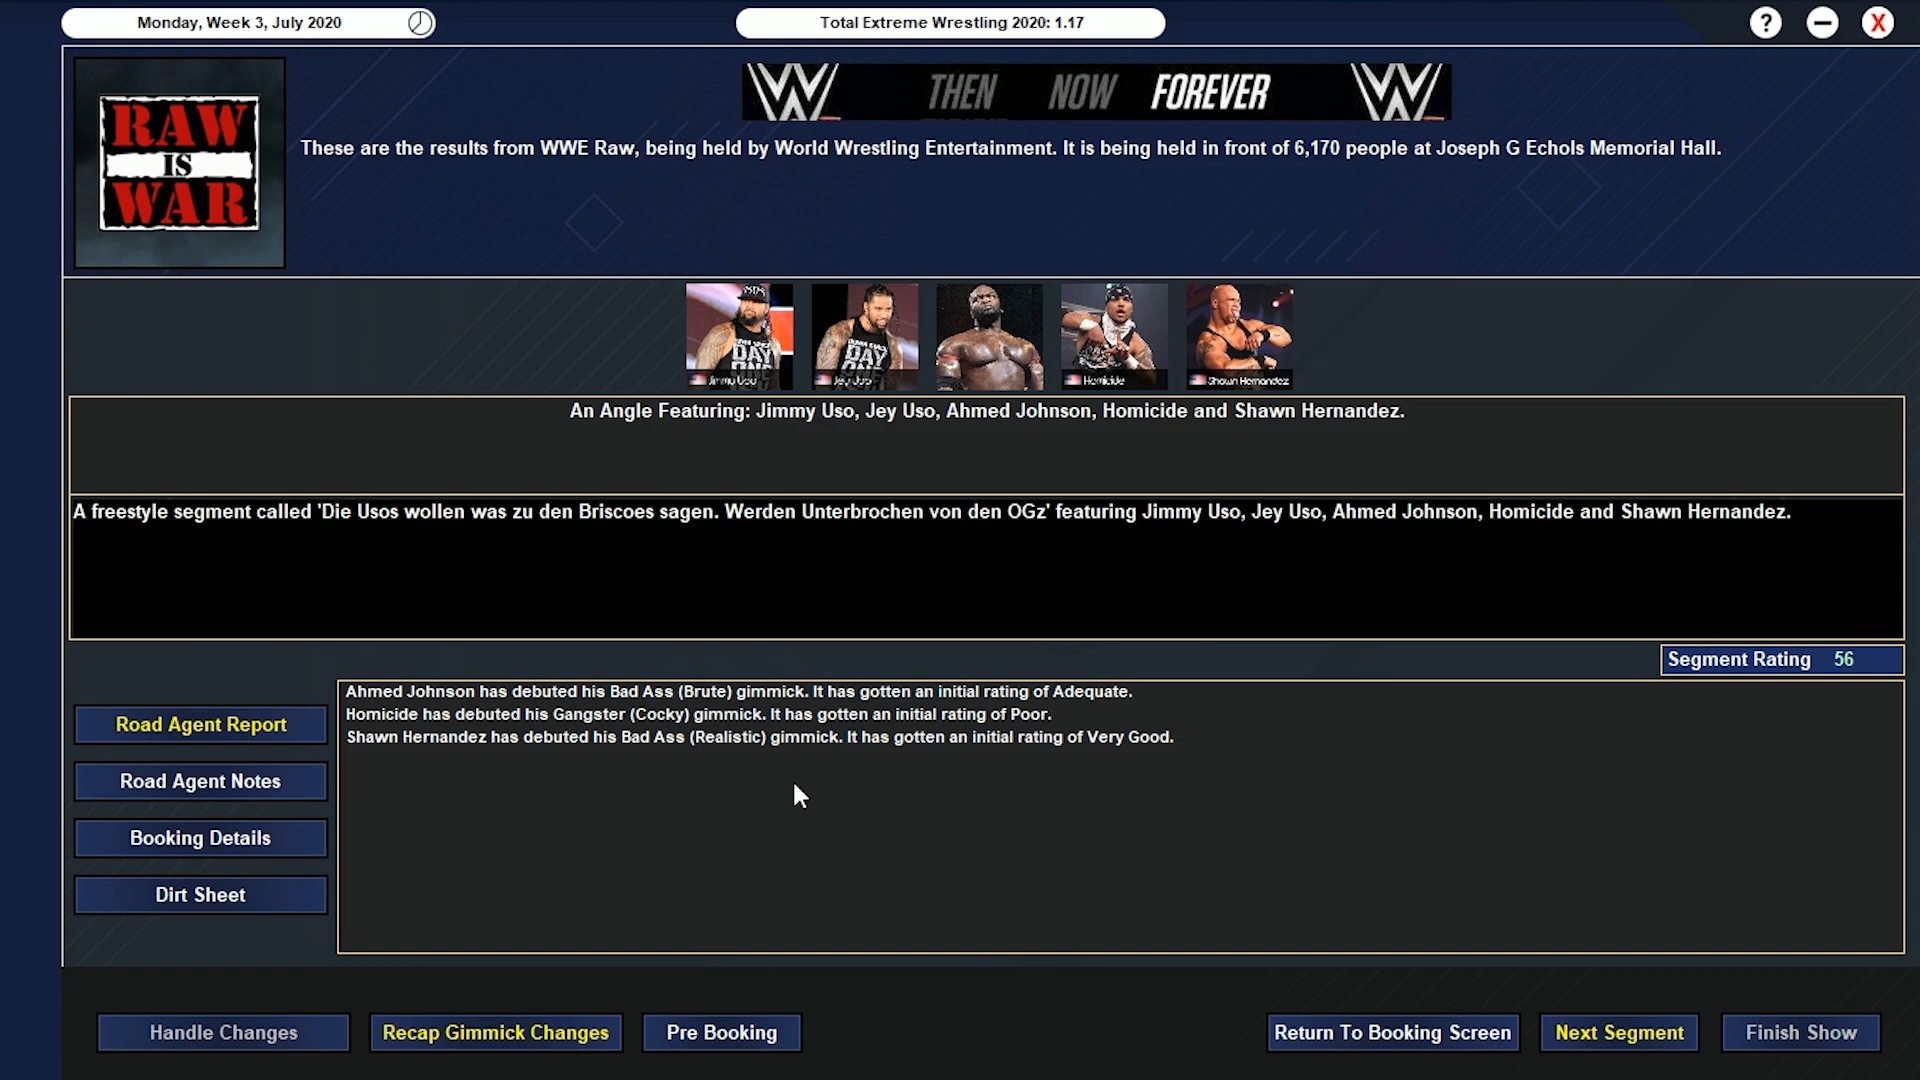 Monday, Week 3, July 2020
Total Extreme Wrestling 2020: 1.17
?
X
RAW
IS
WAR
THEN NOW FOREVER
These are the results from WWE Raw, being held by World Wrestling Entertainment. It is being held in front of 6,170 people at Joseph G Echols Memorial Hall.
Jimmy Uso
Jey Uso
Homicide
Shawn Hernandez
An Angle Featuring: Jimmy Uso, Jey Uso, Ahmed Johnson, Homicide and Shawn Hernandez.
A freestyle segment called 'Die Usos wollen was zu den Briscoes sagen. Werden Unterbrochen von den OGz' featuring Jimmy Uso, Jey Uso, Ahmed Johnson, Homicide and Shawn Hernandez.
Segment Rating 56
Ahmed Johnson has debuted his Bad Ass (Brute) gimmick. It has gotten an initial rating of Adequate.
Homicide has debuted his Gangster (Cocky) gimmick. It has gotten an initial rating of Poor.
Shawn Hernandez has debuted his Bad Ass (Realistic) gimmick. It has gotten an initial rating of Very Good.
Road Agent Report
Road Agent Notes
Booking Details
Dirt Sheet
Handle Changes
Recap Gimmick Changes
Pre Booking
Return To Booking Screen
Next Segment
Finish Show